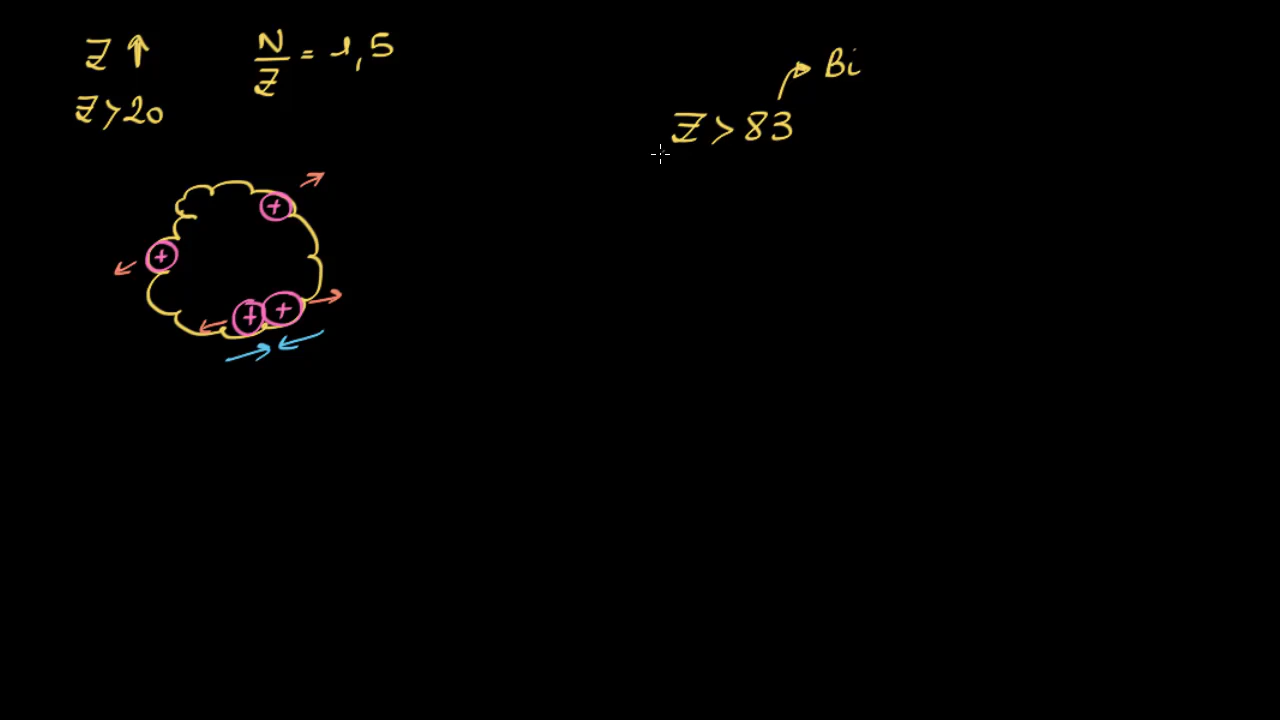 Z ↑
N/Z = 1,5
Z > 20
Bi
Z > 83
+
+
+ +